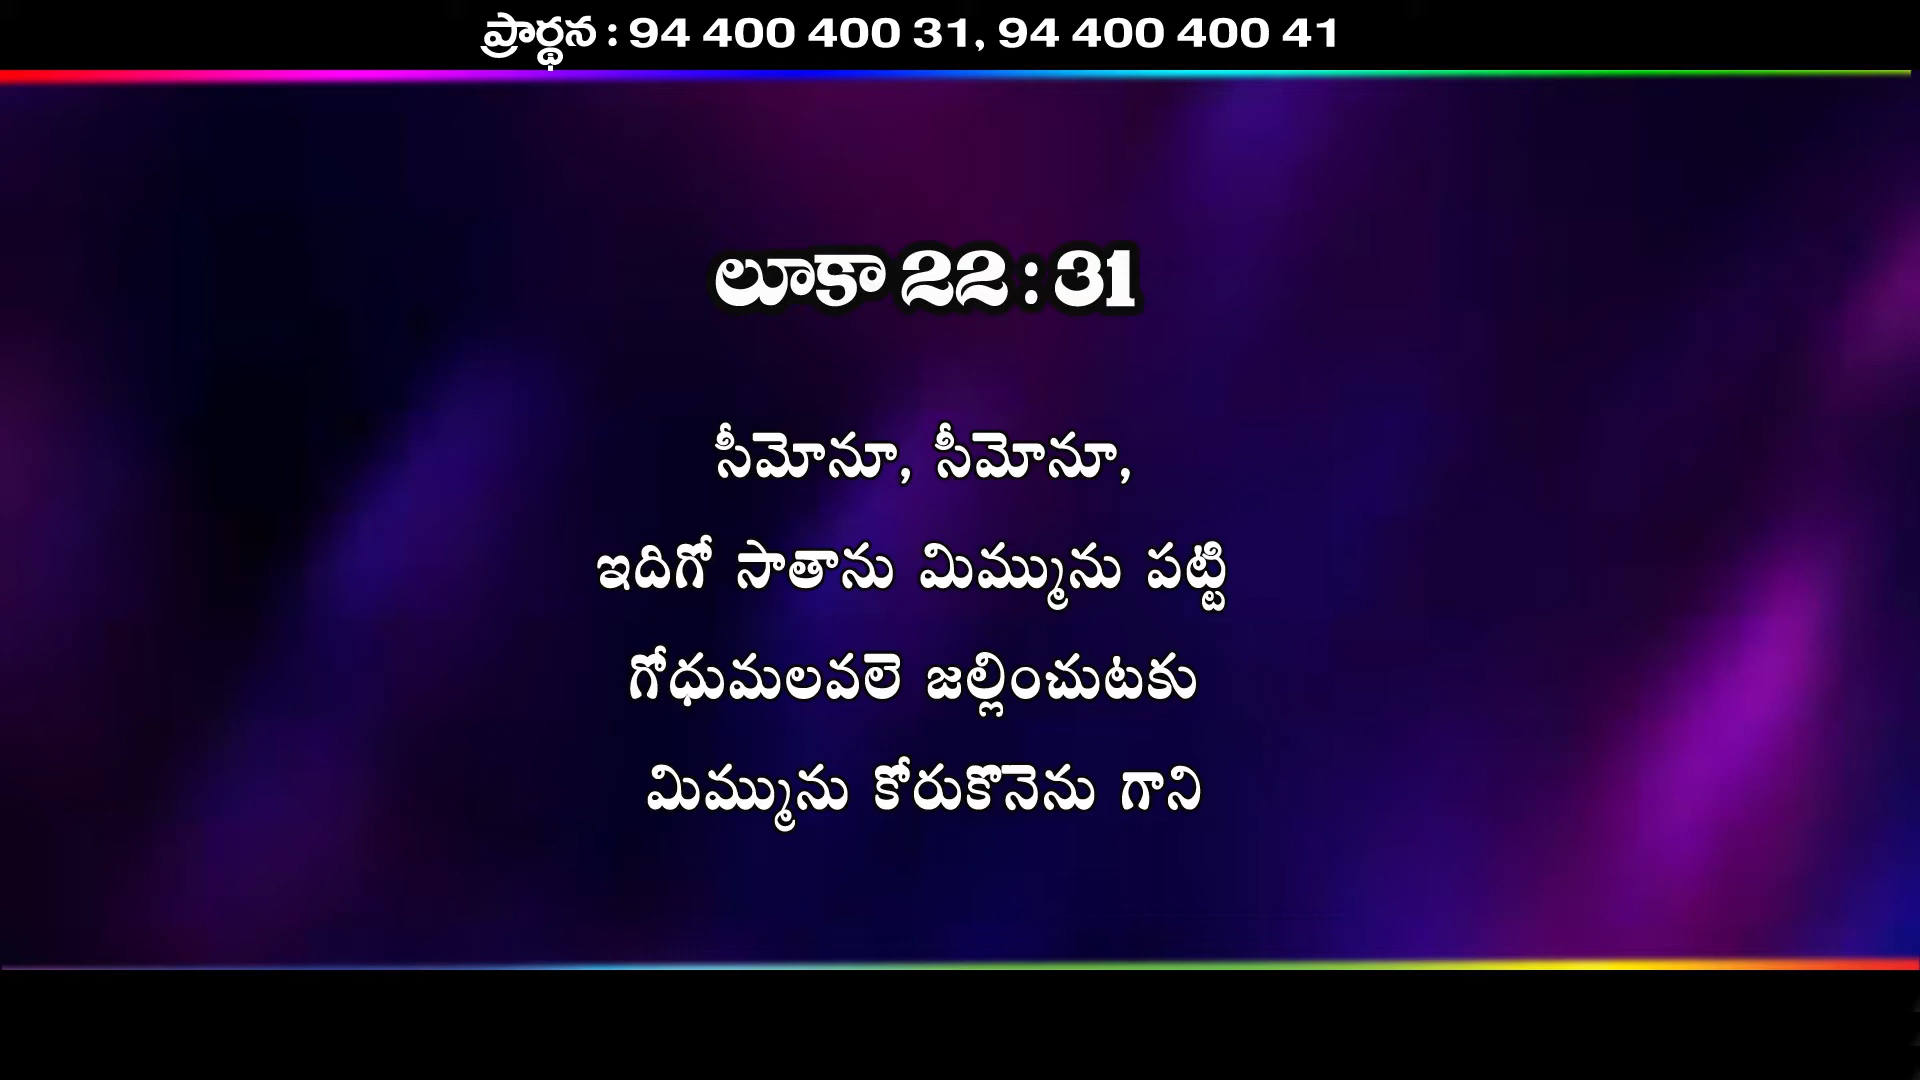 ప్రార్థన : 94 400 400 31, 94 400 400 41
లూకా 22 : 31
సీమోనూ, సీమోనూ,
ఇదిగో సాతాను మిమ్మును పట్టి
గోధుమలవలె జల్లించుటకు
మిమ్మును కోరుకొనెను గాని